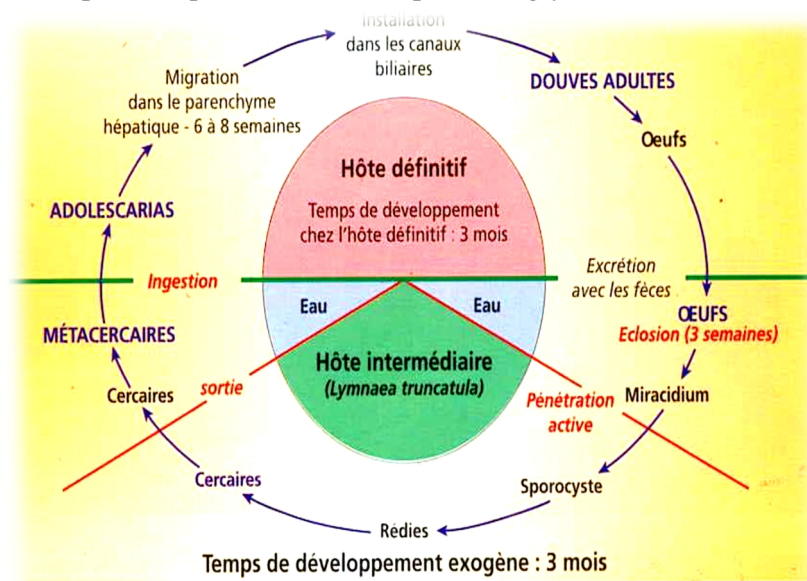 Installation
dans les canaux
biliaires
Migration
dans le parenchyme
hépatique - 6 à 8 semaines
DOUVES ADULTES
Oeufs
Hôte définitif
Temps de développement
chez l'hôte définitif : 3 mois
ADOLESCARIAS
Ingestion
Excrétion
avec les fèces
Eau
Eau
ŒUFS
Eclosion (3 semaines)
MÉTACERCAIRES
Hôte intermédiaire
(Lymnaea truncatula)
Cercaires
sortie
Pénétration
active
Miracidium
Cercaires
Sporocyste
Rédies
Temps de développement exogène : 3 mois